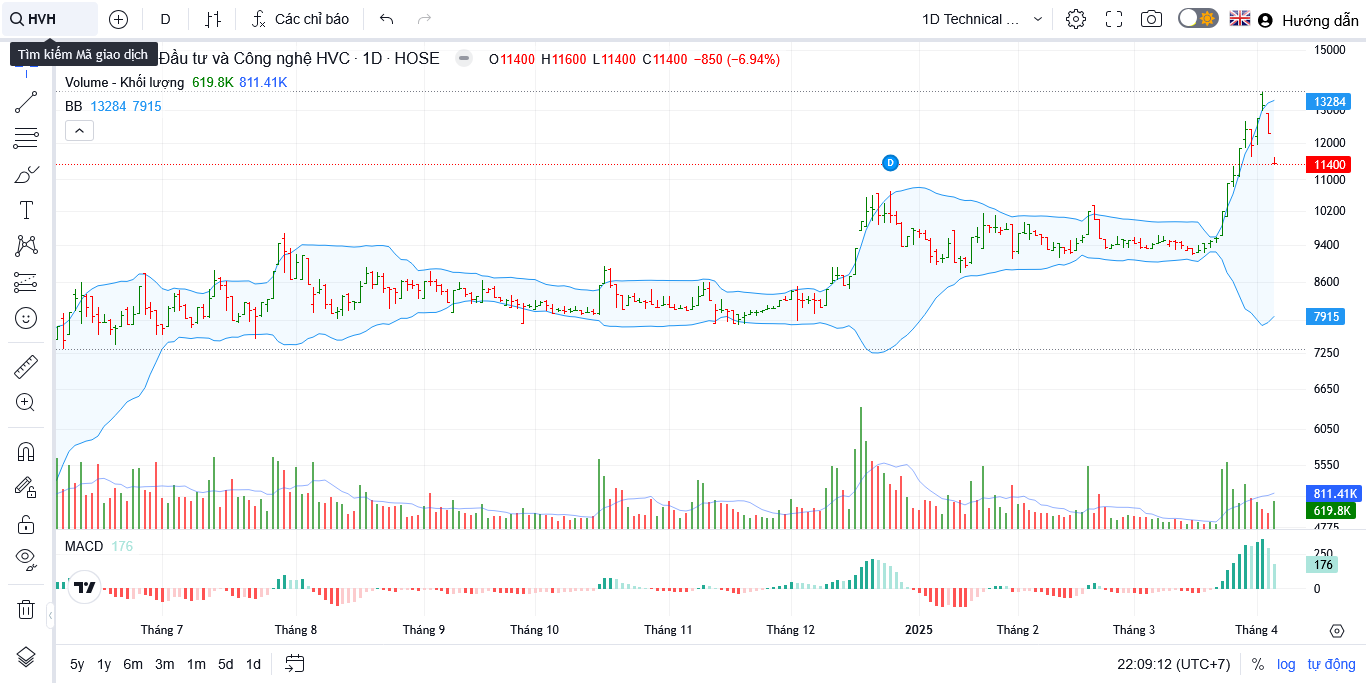 HVH
D
Các chỉ báo
1D Technical ...
Hướng dẫn
Tìm kiếm Mã giao dịch
Đầu tư và Công nghệ HVC · 1D · HOSE
O11400 H11600 L11400 C11400 −850 (−6.94%)
Volume - Khối lượng 619.8K 811.41K
BB 13284 7915
D
15000
13284
13000
12000
11400
11000
10200
9400
8600
7915
7250
6650
6050
5550
811.41K
619.8K
4775
MACD 176
250
176
0
Tháng 7 Tháng 8 Tháng 9 Tháng 10 Tháng 11 Tháng 12 2025 Tháng 2 Tháng 3 Tháng 4
5y 1y 6m 3m 1m 5d 1d
22:09:12 (UTC+7)
% log tự động